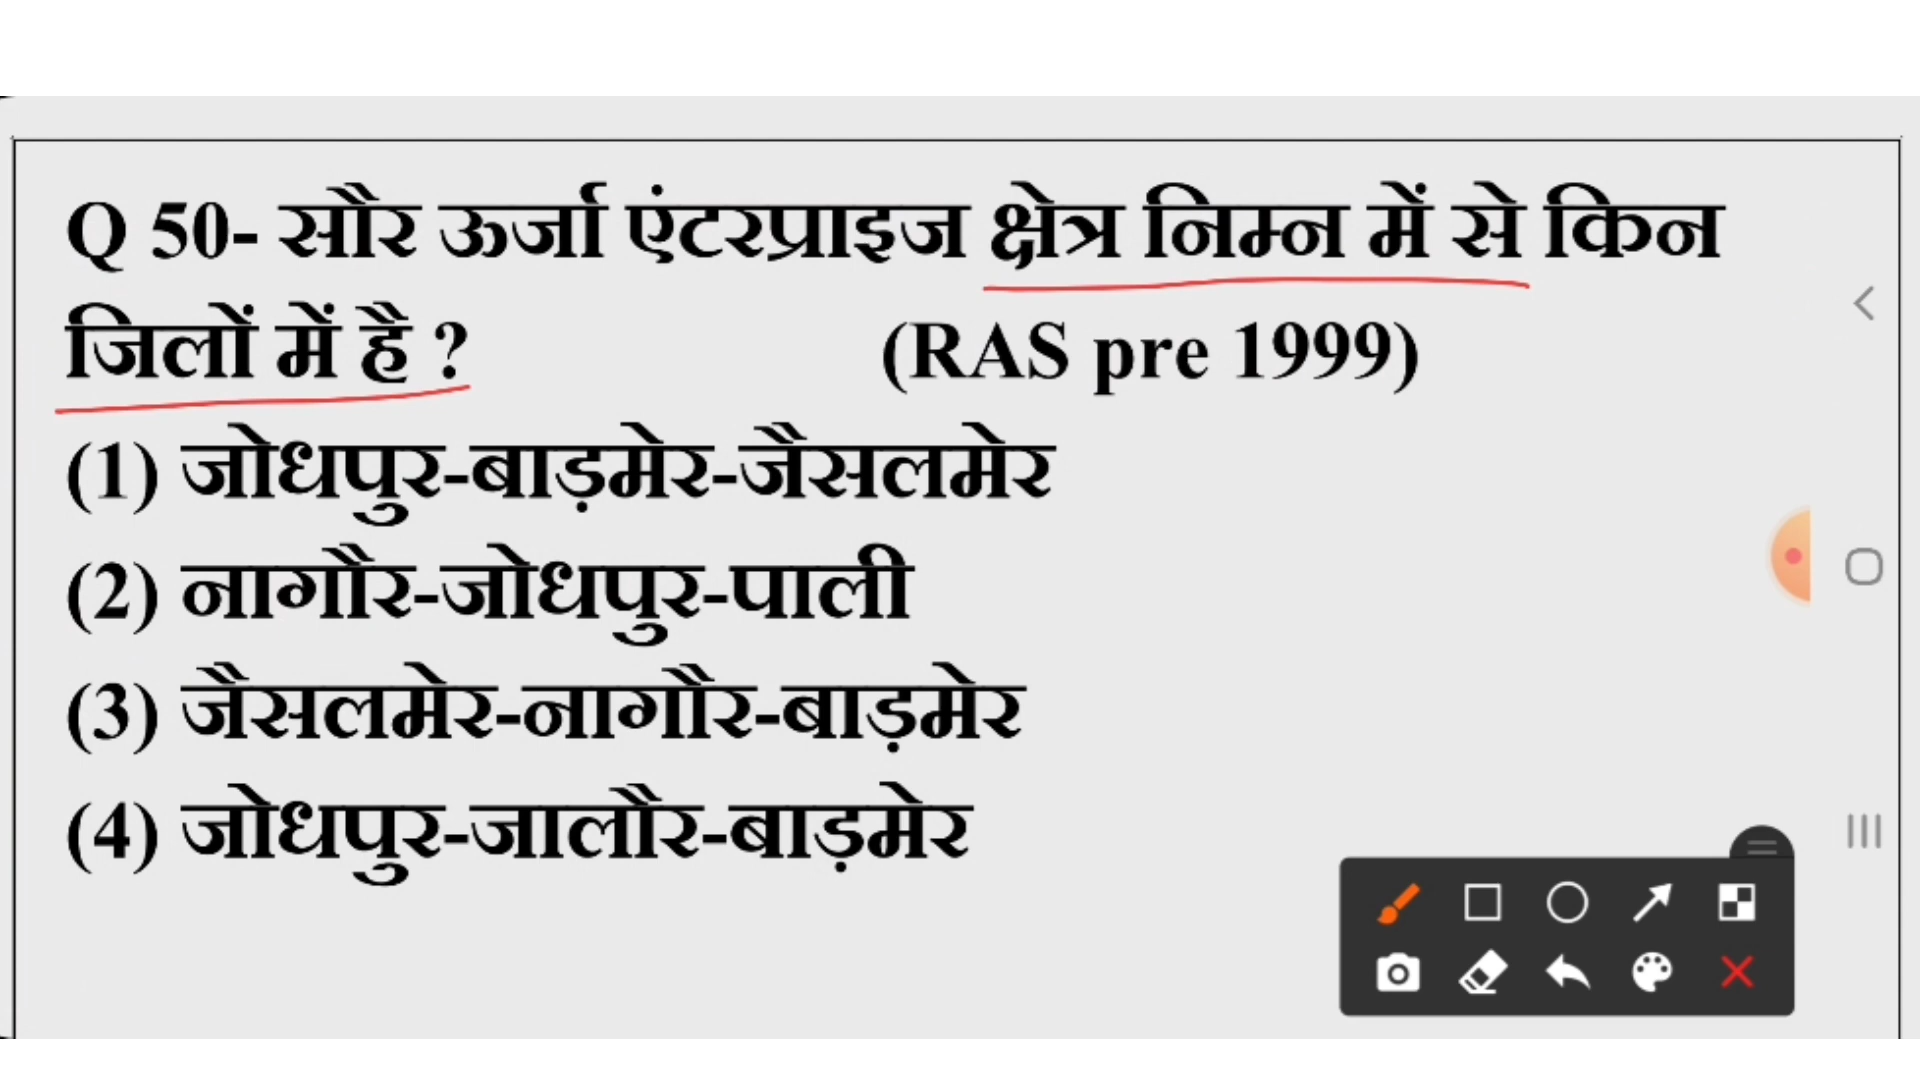 Q 50- सौर ऊर्जा एंटरप्राइज क्षेत्र निम्न में से किन
जिलों में है ? (RAS pre 1999)
(1) जोधपुर-बाड़मेर-जैसलमेर
(2) नागौर-जोधपुर-पाली
(3) जैसलमेर-नागौर-बाड़मेर
(4) जोधपुर-जालौर-बाड़मेर